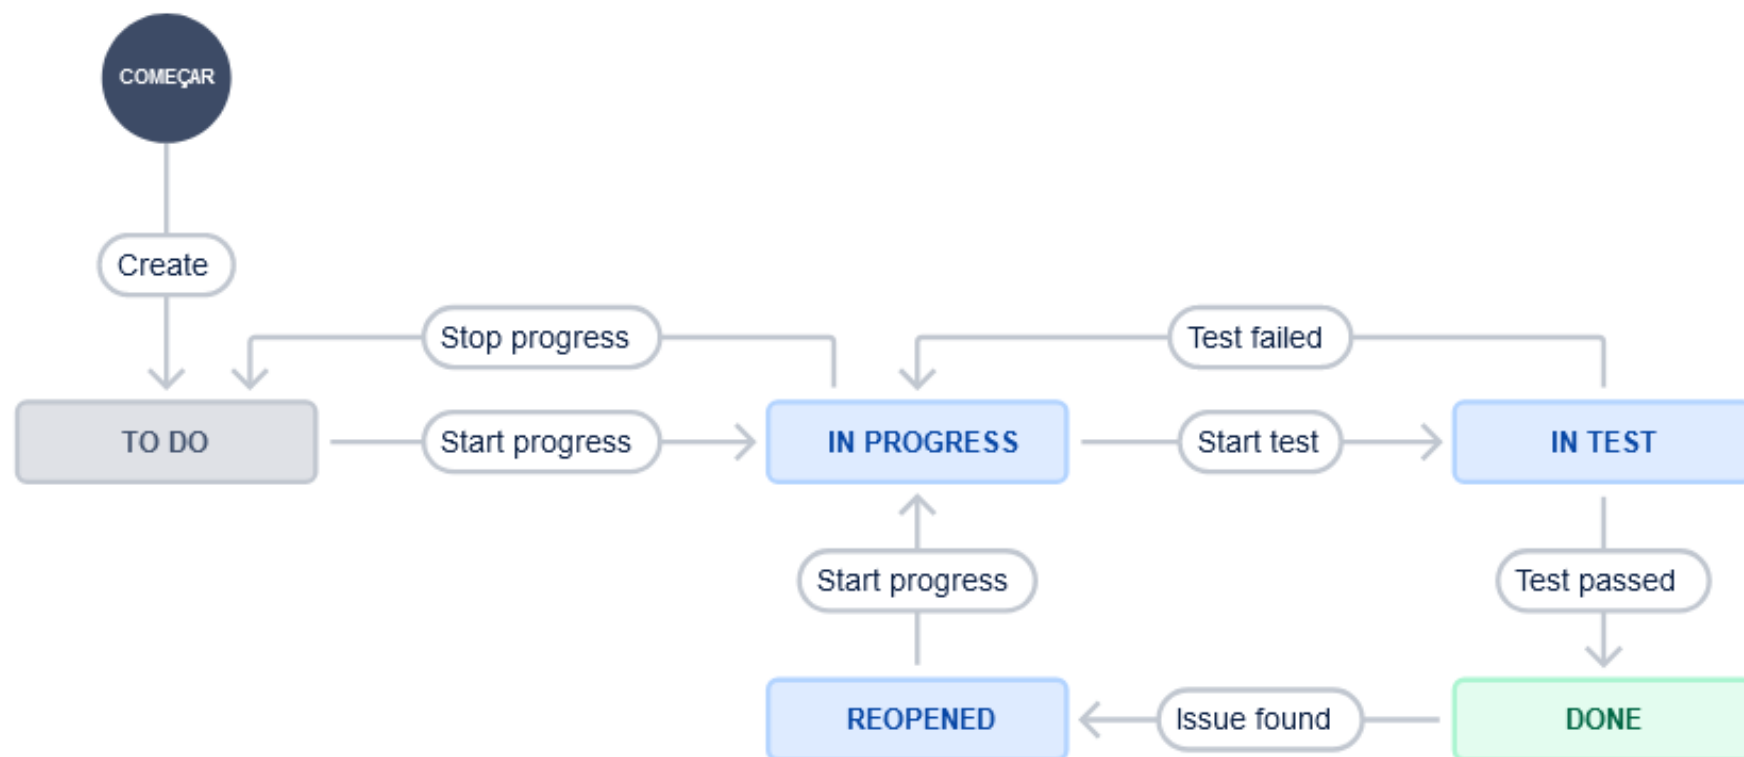 COMEÇAR
Create
Stop progress
Test failed
TO DO
Start progress
IN PROGRESS
Start test
IN TEST
Start progress
Test passed
REOPENED
Issue found
DONE